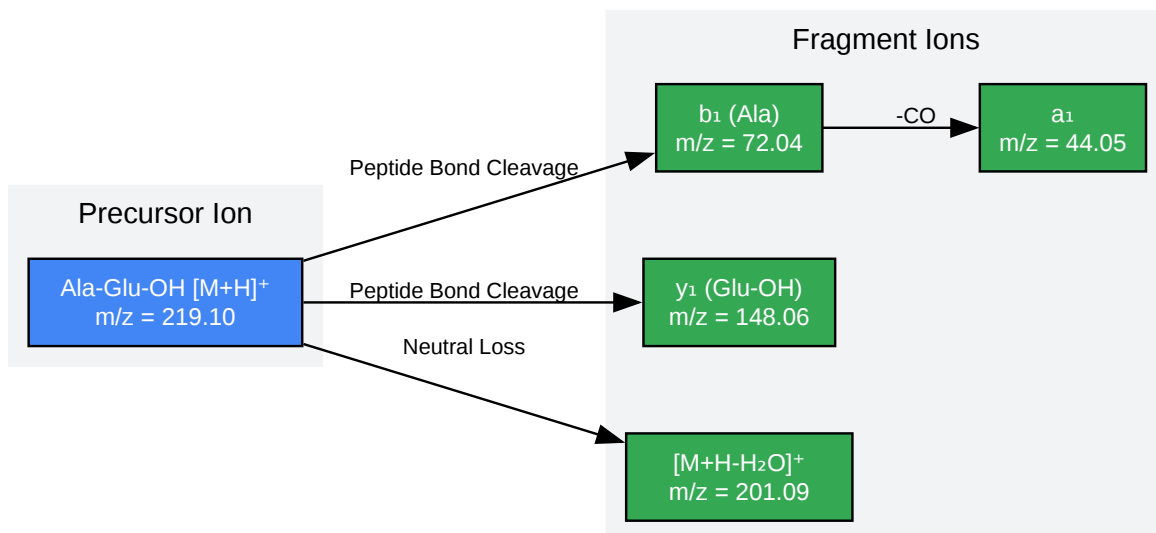 Fragment Ions
b₁ (Ala)
m/z = 72.04
-CO
a₁
m/z = 44.05
Peptide Bond Cleavage
Precursor Ion
Ala-Glu-OH [M+H]⁺
m/z = 219.10
Peptide Bond Cleavage
y₁ (Glu-OH)
m/z = 148.06
Neutral Loss
[M+H-H₂O]⁺
m/z = 201.09